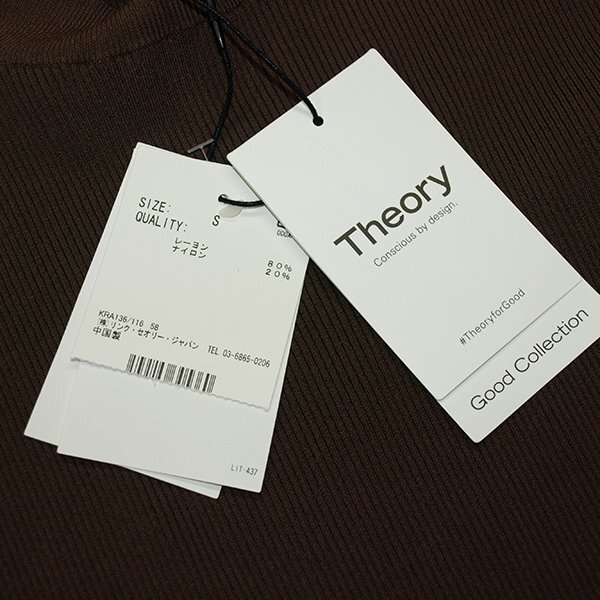 SIZE: S
QUALITY:
レーヨン 80%
ナイロン 20%
KRA136/116 58
(株)リンク・セオリー・ジャパン
中国製 TEL.03-6865-0206
LIT-437
Theory
Conscious by design.
#TheoryforGood
Good Collection